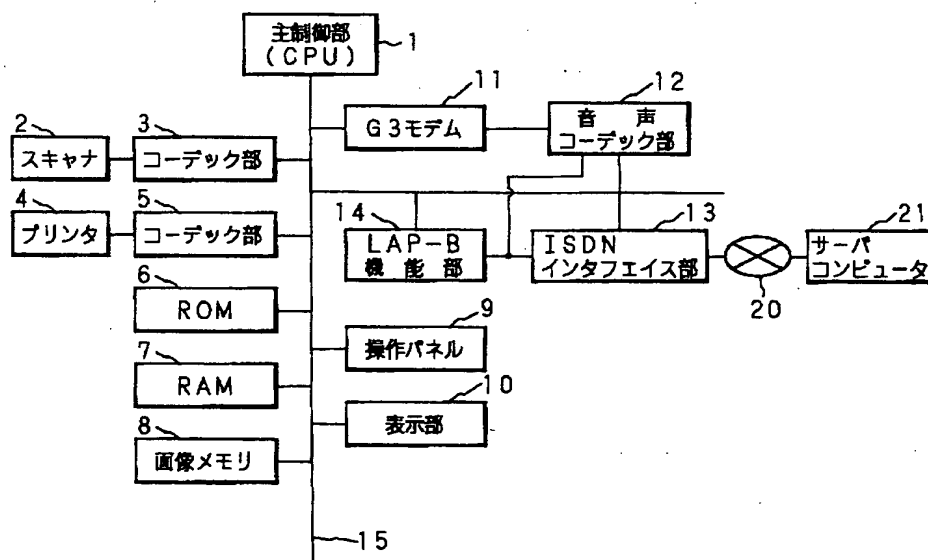 主制御部
(CPU)
1
11
G3モデム
12
音 声
コーデック部
2
スキャナ
3
コーデック部
4
プリンタ
5
コーデック部
14
LAP-B
機 能 部
13
ISDN
インタフェイス部
21
サーバ
コンピュータ
20
6
ROM
9
操作パネル
7
RAM
10
表示部
8
画像メモリ
15